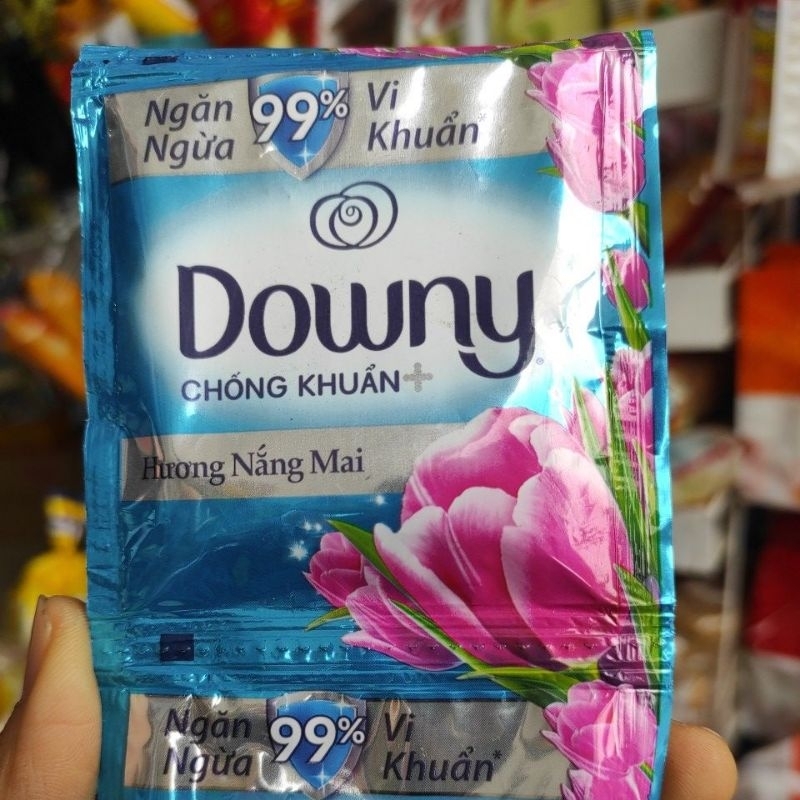 Ngăn Ngừa 99% Vi Khuẩn*
Downy
CHỐNG KHUẨN+
Hương Nắng Mai
Ngăn Ngừa 99% Vi Khuẩn*